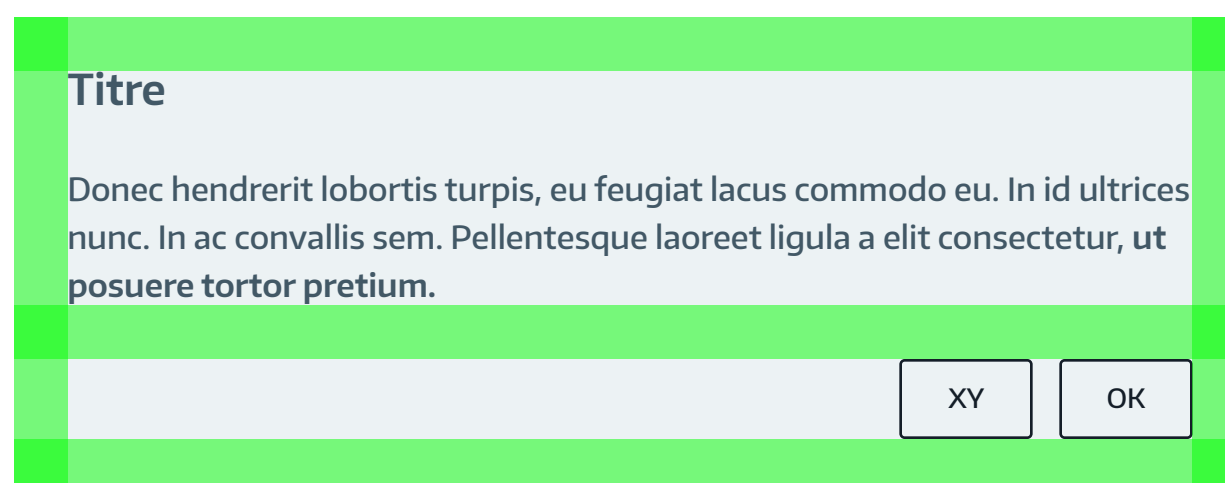 Titre
Donec hendrerit lobortis turpis, eu feugiat lacus commodo eu. In id ultrices
nunc. In ac convallis sem. Pellentesque laoreet ligula a elit consectetur, ut
posuere tortor pretium.
XY OK